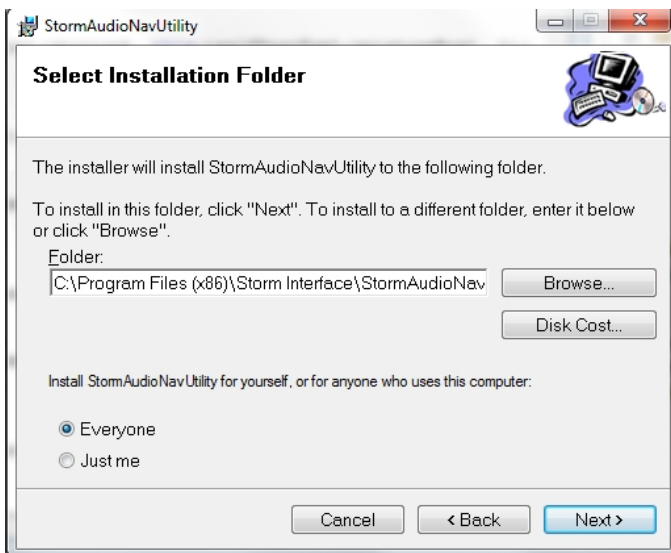 StormAudioNavUtility
Select Installation Folder
The installer will install StormAudioNavUtility to the following folder.
To install in this folder, click "Next". To install to a different folder, enter it below
or click "Browse".
Folder:
C:\Program Files (x86)\Storm Interface\StormAudioNav
Browse...
Disk Cost...
Install StormAudioNavUtility for yourself, or for anyone who uses this computer:
Everyone
Just me
Cancel
< Back
Next >